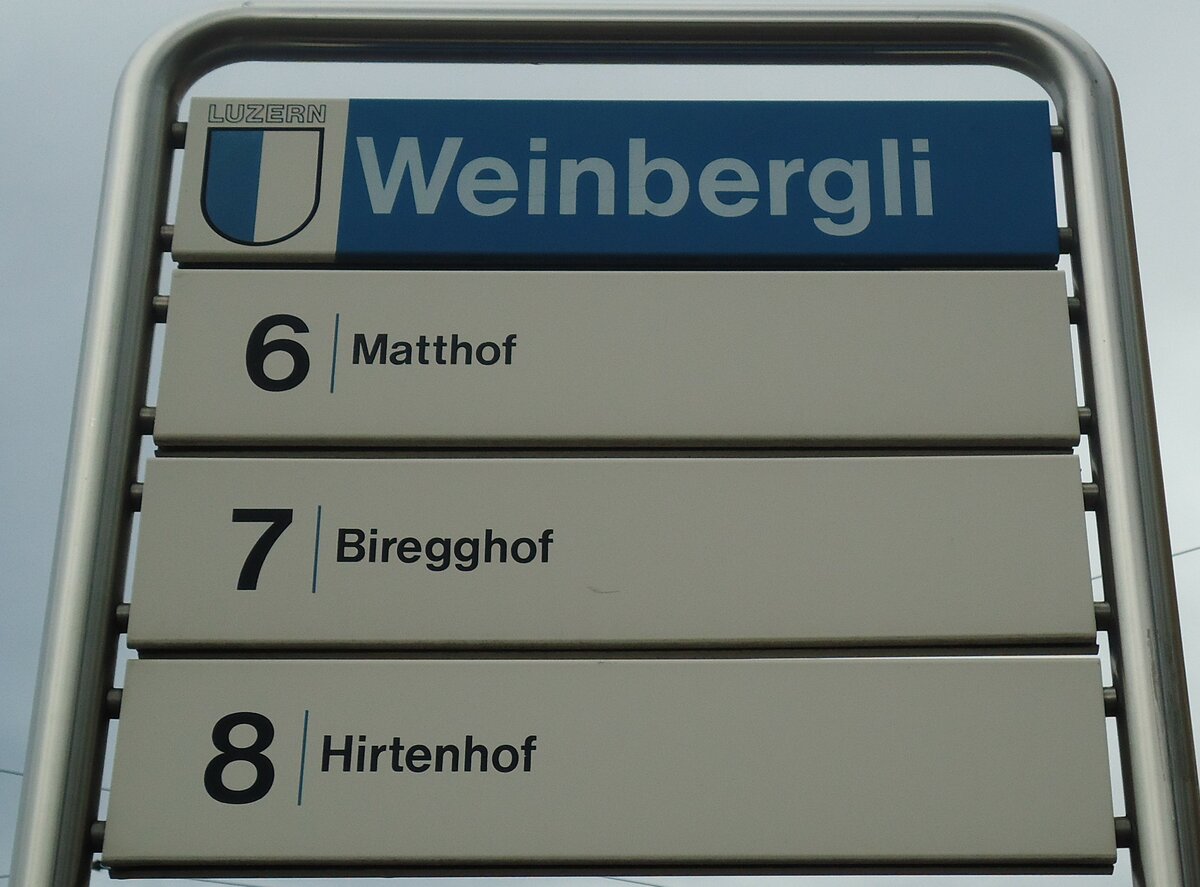 LUZERN
Weinbergli
6 Matthof
7 Biregghof
8 Hirtenhof